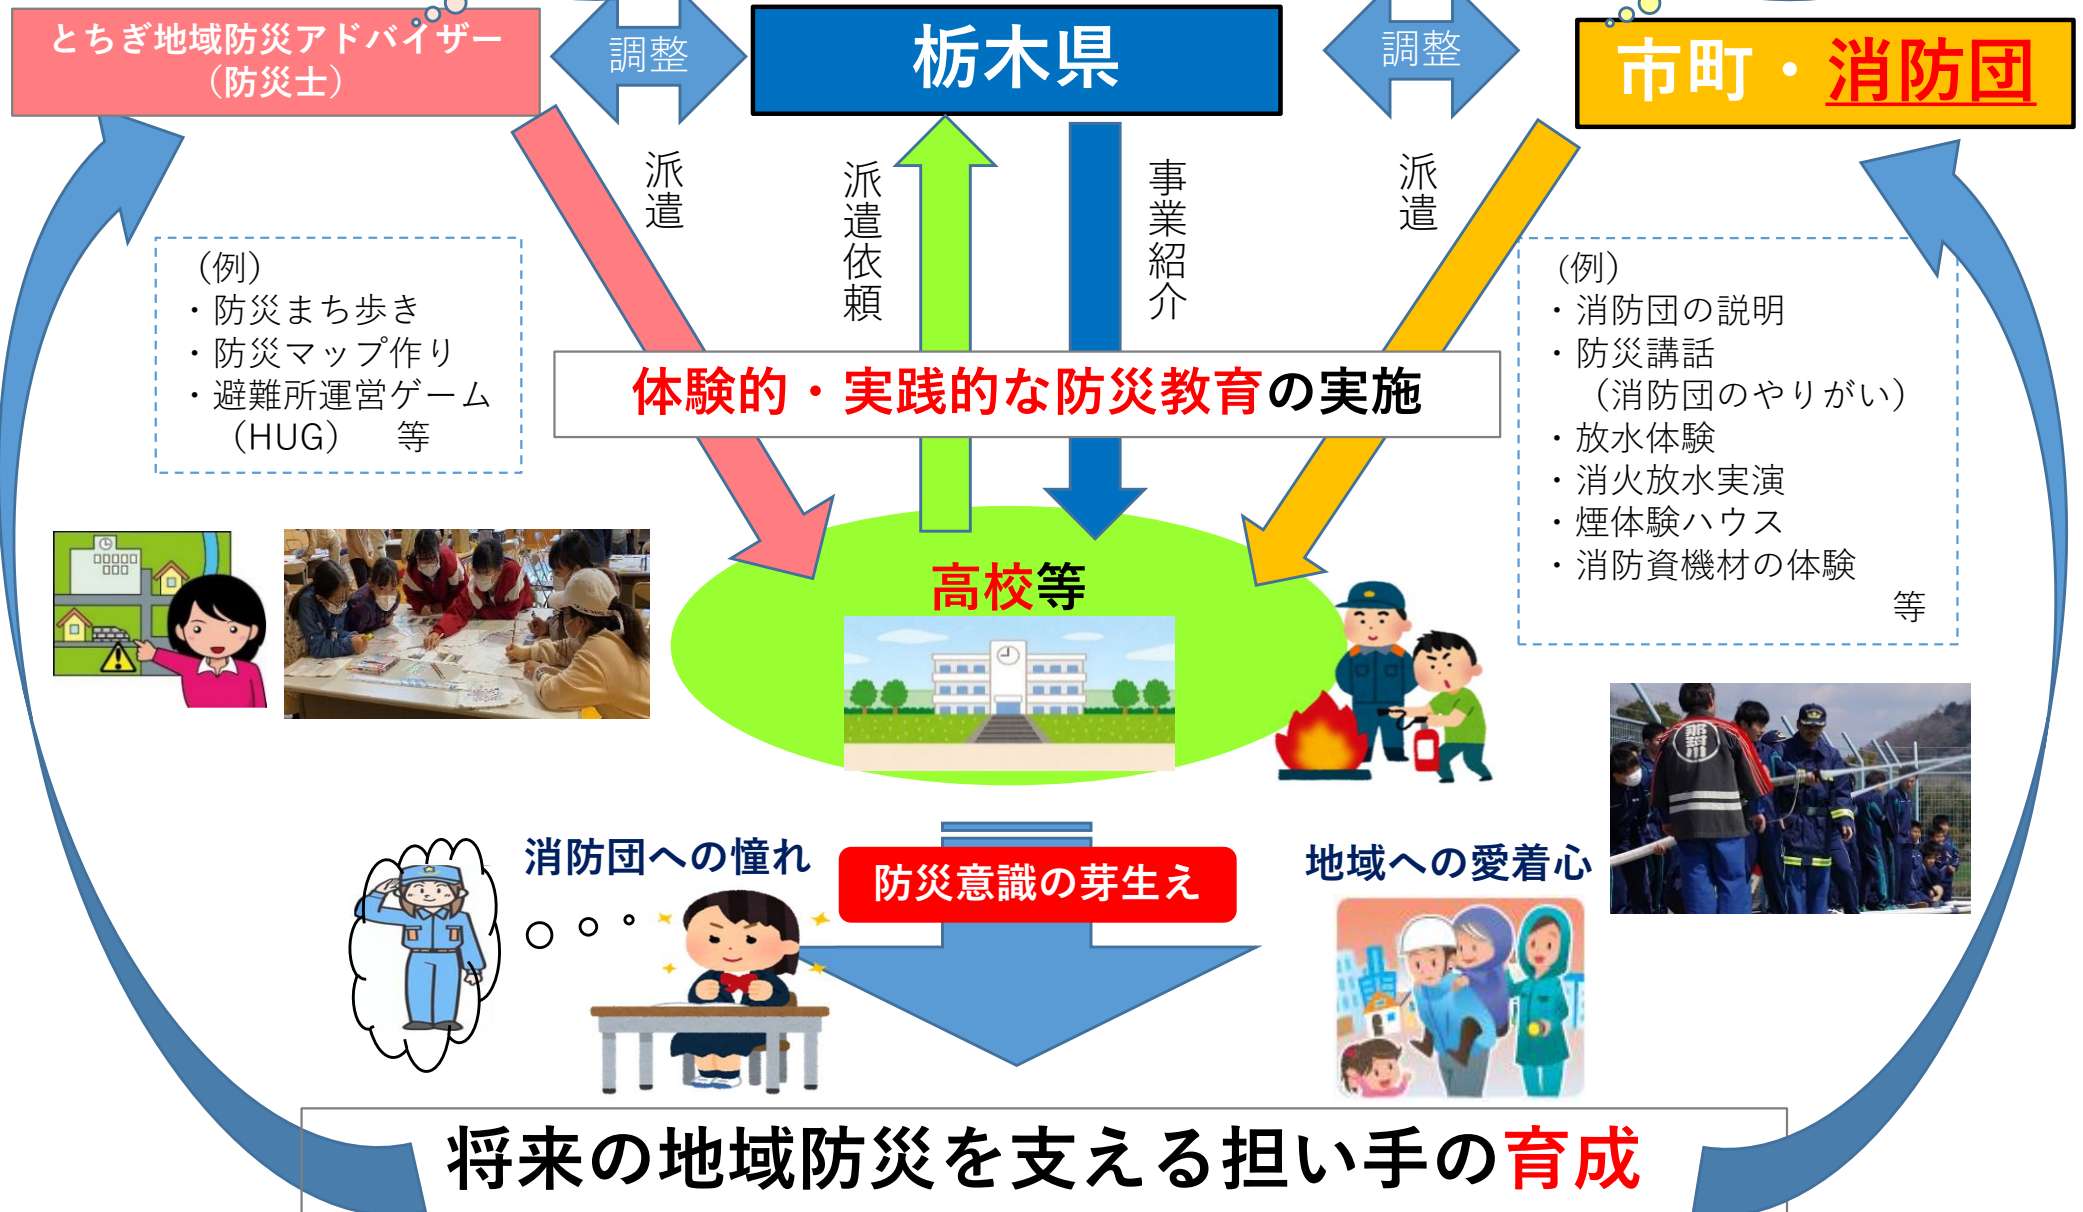 とちぎ地域防災アドバイザー
（防災士）
調整
栃木県
調整
市町・消防団
派遣
派遣依頼
事業紹介
派遣
（例）
・防災まち歩き
・防災マップ作り
・避難所運営ゲーム
（HUG）　等
（例）
・消防団の説明
・防災講話
（消防団のやりがい）
・放水体験
・消火放水実演
・煙体験ハウス
・消防資機材の体験
等
体験的・実践的な防災教育の実施
高校等
消防団への憧れ
防災意識の芽生え
地域への愛着心
那珂川
将来の地域防災を支える担い手の育成